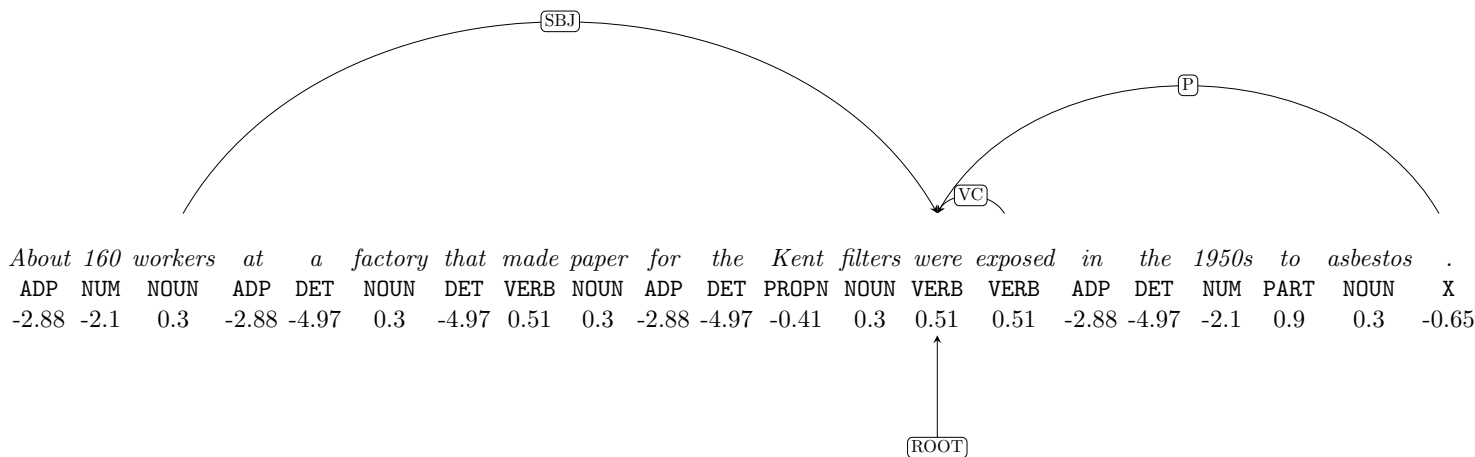 SBJ
P
VC
About 160 workers at a factory that made paper for the Kent filters were exposed in the 1950s to asbestos .
ADP NUM NOUN ADP DET NOUN DET VERB NOUN ADP DET PROPN NOUN VERB VERB ADP DET NUM PART NOUN X
-2.88 -2.1 0.3 -2.88 -4.97 0.3 -4.97 0.51 0.3 -2.88 -4.97 -0.41 0.3 0.51 0.51 -2.88 -4.97 -2.1 0.9 0.3 -0.65
ROOT